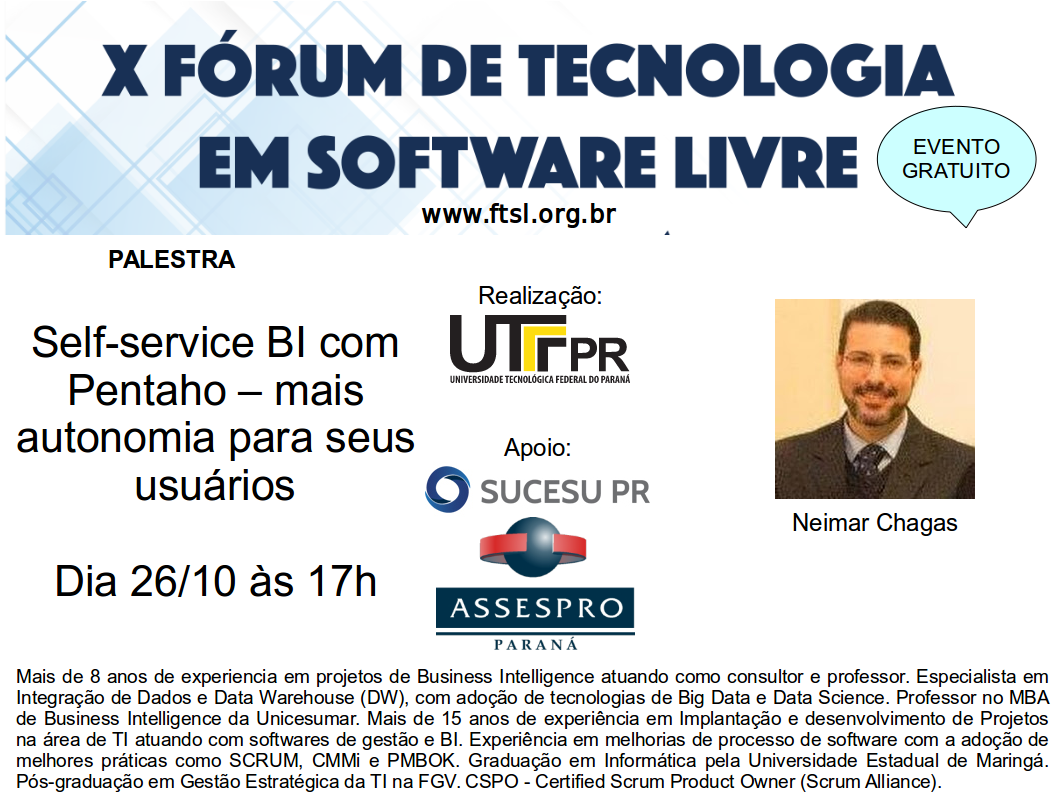 X FÓRUM DE TECNOLOGIA
EM SOFTWARE LIVRE
www.ftsl.org.br
EVENTO
GRATUITO
PALESTRA
Self-service BI com
Pentaho – mais
autonomia para seus
usuários
Dia 26/10 às 17h
Realização:
UTFPR
UNIVERSIDADE TECNOLÓGICA FEDERAL DO PARANÁ
Apoio:
SUCESU PR
ASSESPRO
PARANÁ
Neimar Chagas
Mais de 8 anos de experiencia em projetos de Business Intelligence atuando como consultor e professor. Especialista em
Integração de Dados e Data Warehouse (DW), com adoção de tecnologias de Big Data e Data Science. Professor no MBA
de Business Intelligence da Unicesumar. Mais de 15 anos de experiência em Implantação e desenvolvimento de Projetos
na área de TI atuando com softwares de gestão e BI. Experiência em melhorias de processo de software com a adoção de
melhores práticas como SCRUM, CMMi e PMBOK. Graduação em Informática pela Universidade Estadual de Maringá.
Pós-graduação em Gestão Estratégica da TI na FGV. CSPO - Certified Scrum Product Owner (Scrum Alliance).